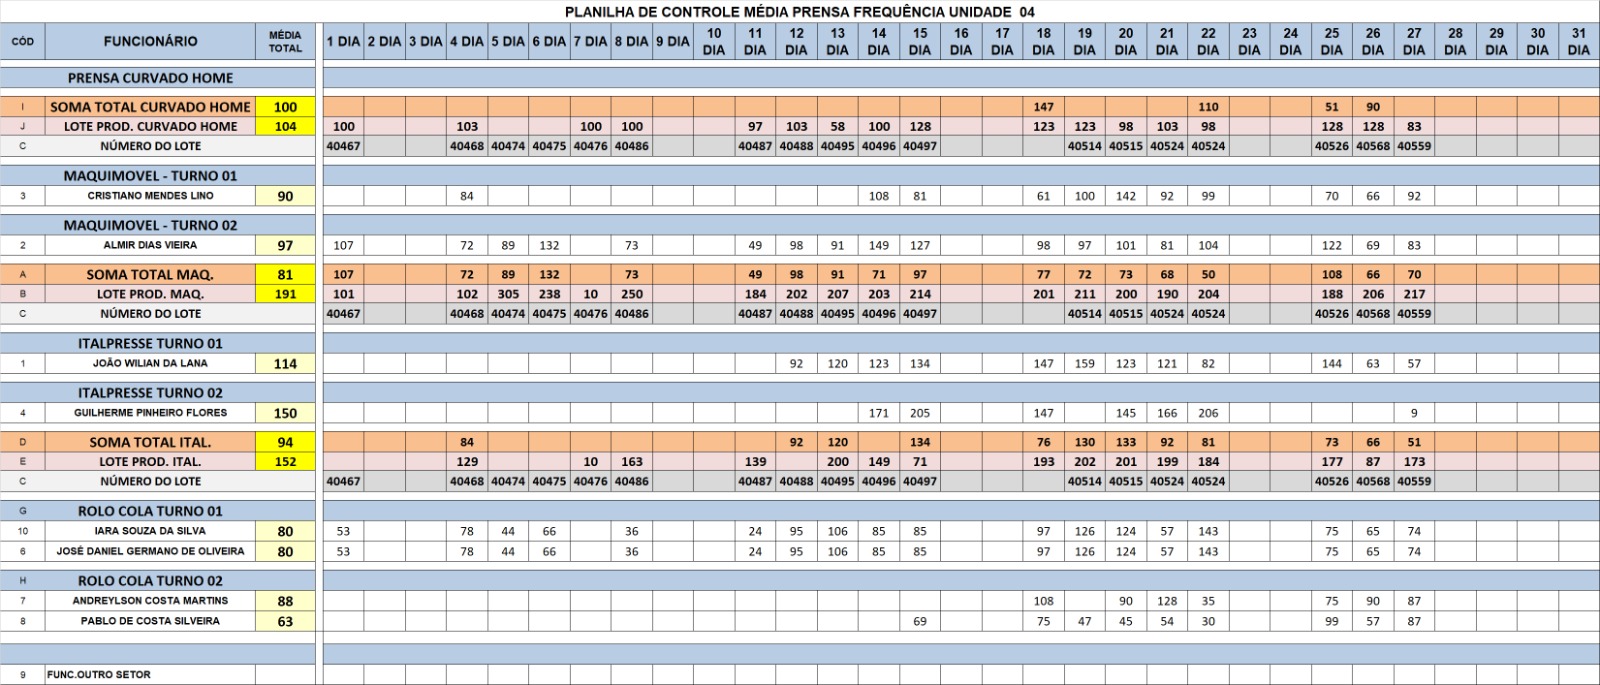 PLANILHA DE CONTROLE MÉDIA PRENSA FREQUÊNCIA UNIDADE 04
CÓD FUNCIONÁRIO MÉDIA TOTAL 1 DIA 2 DIA 3 DIA 4 DIA 5 DIA 6 DIA 7 DIA 8 DIA 9 DIA 10 DIA 11 DIA 12 DIA 13 DIA 14 DIA 15 DIA 16 DIA 17 DIA 18 DIA 19 DIA 20 DIA 21 DIA 22 DIA 23 DIA 24 DIA 25 DIA 26 DIA 27 DIA 28 DIA 29 DIA 30 DIA 31 DIA
PRENSA CURVADO HOME
I SOMA TOTAL CURVADO HOME 100 147 110 51 90
J LOTE PROD. CURVADO HOME 104 100 103 100 100 97 103 58 100 128 123 123 98 103 98 128 128 83
C NÚMERO DO LOTE 40467 40468 40474 40475 40476 40486 40487 40488 40495 40496 40497 40514 40515 40524 40524 40526 40568 40559
MAQUIMOVEL - TURNO 01
3 CRISTIANO MENDES LINO 90 84 108 81 61 100 142 92 99 70 66 92
MAQUIMOVEL - TURNO 02
2 ALMIR DIAS VIEIRA 97 107 72 89 132 73 49 98 91 149 127 98 97 101 81 104 122 69 83
A SOMA TOTAL MAQ. 81 107 72 89 132 73 49 98 91 71 97 77 72 73 68 50 108 66 70
B LOTE PROD. MAQ. 191 101 102 305 238 10 250 184 202 207 203 214 201 211 200 190 204 188 206 217
C NÚMERO DO LOTE 40467 40468 40474 40475 40476 40486 40487 40488 40495 40496 40497 40514 40515 40524 40524 40526 40568 40559
ITALPRESSE TURNO 01
1 JOÃO WILIAN DA LANA 114 92 120 123 134 147 159 123 121 82 144 63 57
ITALPRESSE TURNO 02
4 GUILHERME PINHEIRO FLORES 150 171 205 147 145 166 206 9
D SOMA TOTAL ITAL. 94 84 92 120 134 76 130 133 92 81 73 66 51
E LOTE PROD. ITAL. 152 129 10 163 139 200 149 71 193 202 201 199 184 177 87 173
C NÚMERO DO LOTE 40467 40468 40474 40475 40476 40486 40487 40488 40495 40496 40497 40514 40515 40524 40524 40526 40568 40559
G ROLO COLA TURNO 01
10 IARA SOUZA DA SILVA 80 53 78 44 66 36 24 95 106 85 85 97 126 124 57 143 75 65 74
6 JOSÉ DANIEL GERMANO DE OLIVEIRA 80 53 78 44 66 36 24 95 106 85 85 97 126 124 57 143 75 65 74
H ROLO COLA TURNO 02
7 ANDREYLSON COSTA MARTINS 88 108 90 128 35 75 90 87
8 PABLO DE COSTA SILVEIRA 63 69 75 47 45 54 30 99 57 87
9 FUNC.OUTRO SETOR